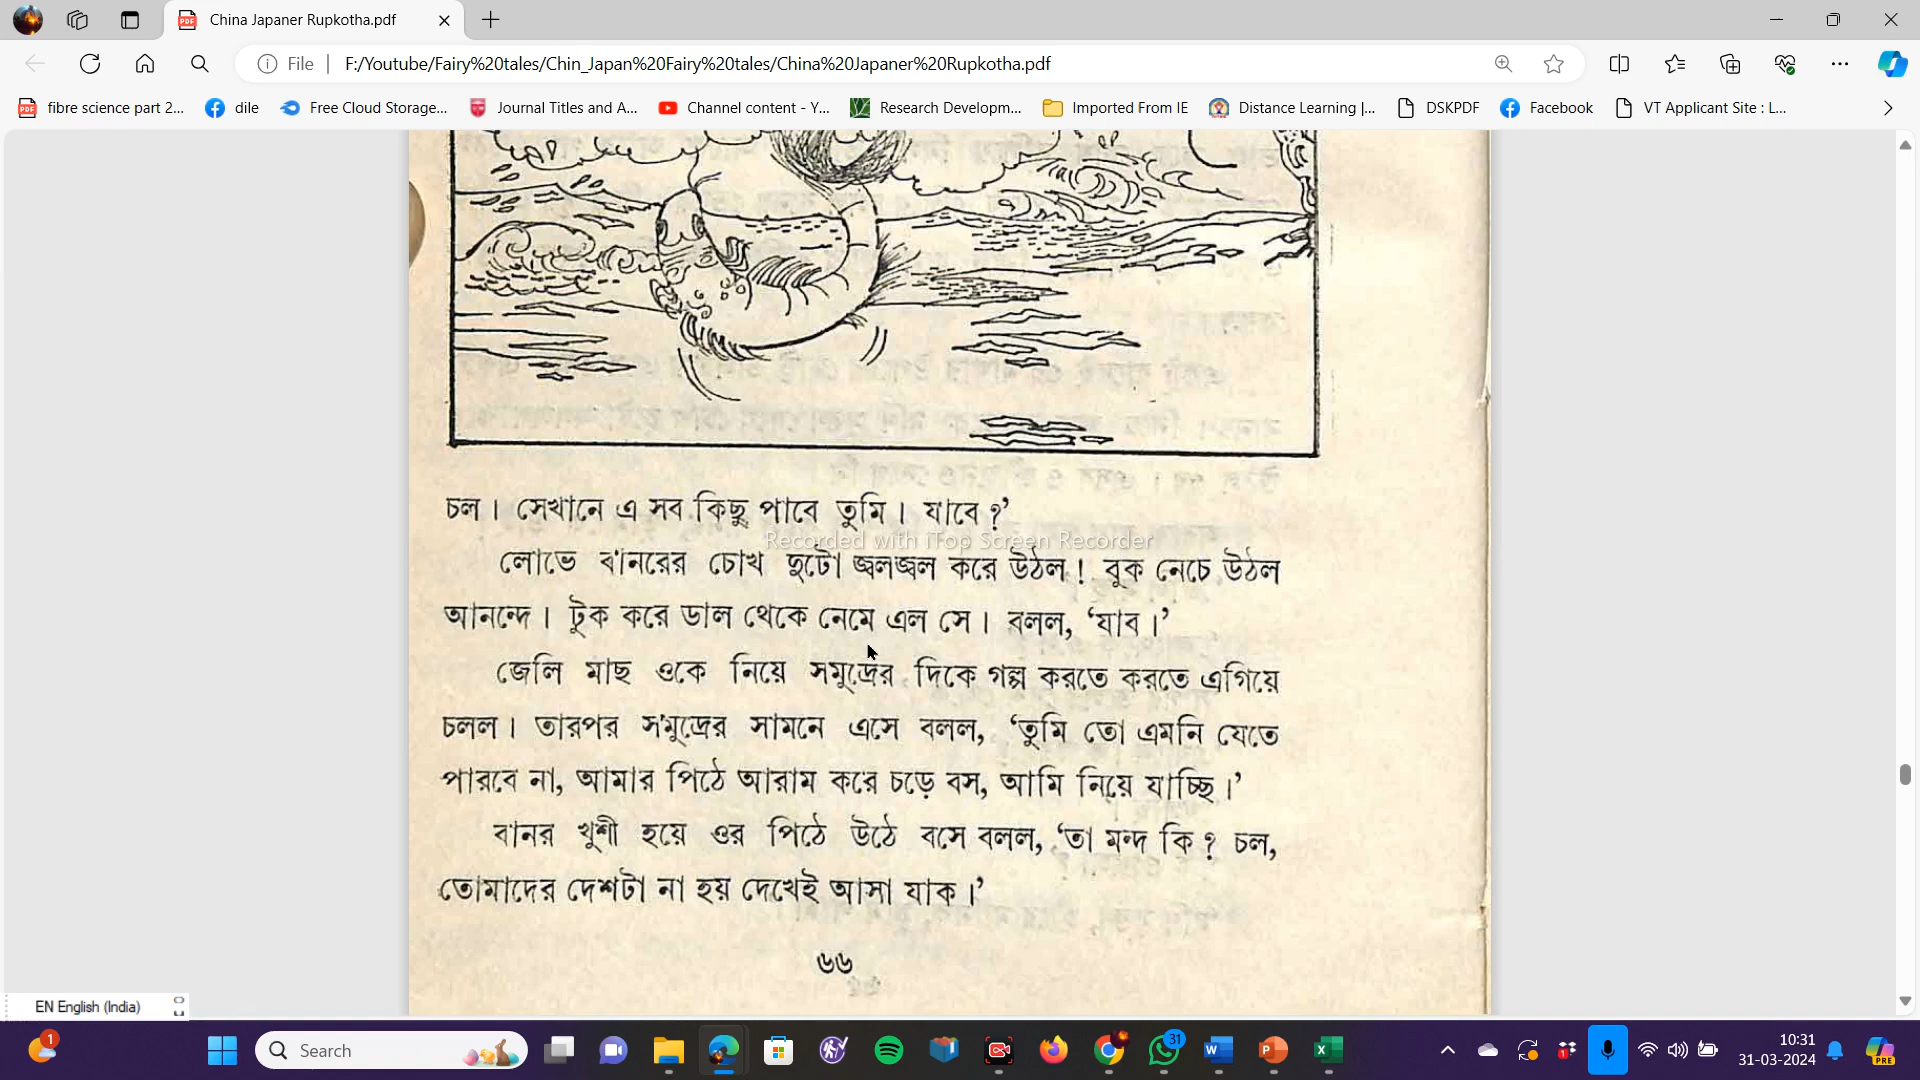 China Japaner Rupkotha.pdf
File
F:/Youtube/Fairy%20tales/Chin_Japan%20Fairy%20tales/China%20Japaner%20Rupkotha.pdf
fibre science part 2...
dile
Free Cloud Storage...
Journal Titles and A...
Channel content - Y...
Research Developm...
Imported From IE
Distance Learning |...
DSKPDF
Facebook
VT Applicant Site : L...
চল। সেখানে এ সব কিছু পাবে তুমি। যাবে?’
Recorded with iTop Screen Recorder
লোভে বানরের চোখ দুটো জ্বলজ্বল করে উঠল! বুক নেচে উঠল
আনন্দে। টুক করে ডাল থেকে নেমে এল সে। বলল, ‘যাব।’
জেলি মাছ ওকে নিয়ে সমুদ্রের দিকে গল্প করতে করতে এগিয়ে
চলল। তারপর সমুদ্রের সামনে এসে বলল, ‘তুমি তো এমনি যেতে
পারবে না, আমার পিঠে আরাম করে চড়ে বস, আমি নিয়ে যাচ্ছি।’
বানর খুশী হয়ে ওর পিঠে উঠে বসে বলল, ‘তা মন্দ কি? চল,
তোমাদের দেশটা না হয় দেখেই আসা যাক।’
৬৬
EN English (India)
1
Search
31
1
10:31
31-03-2024
PRE